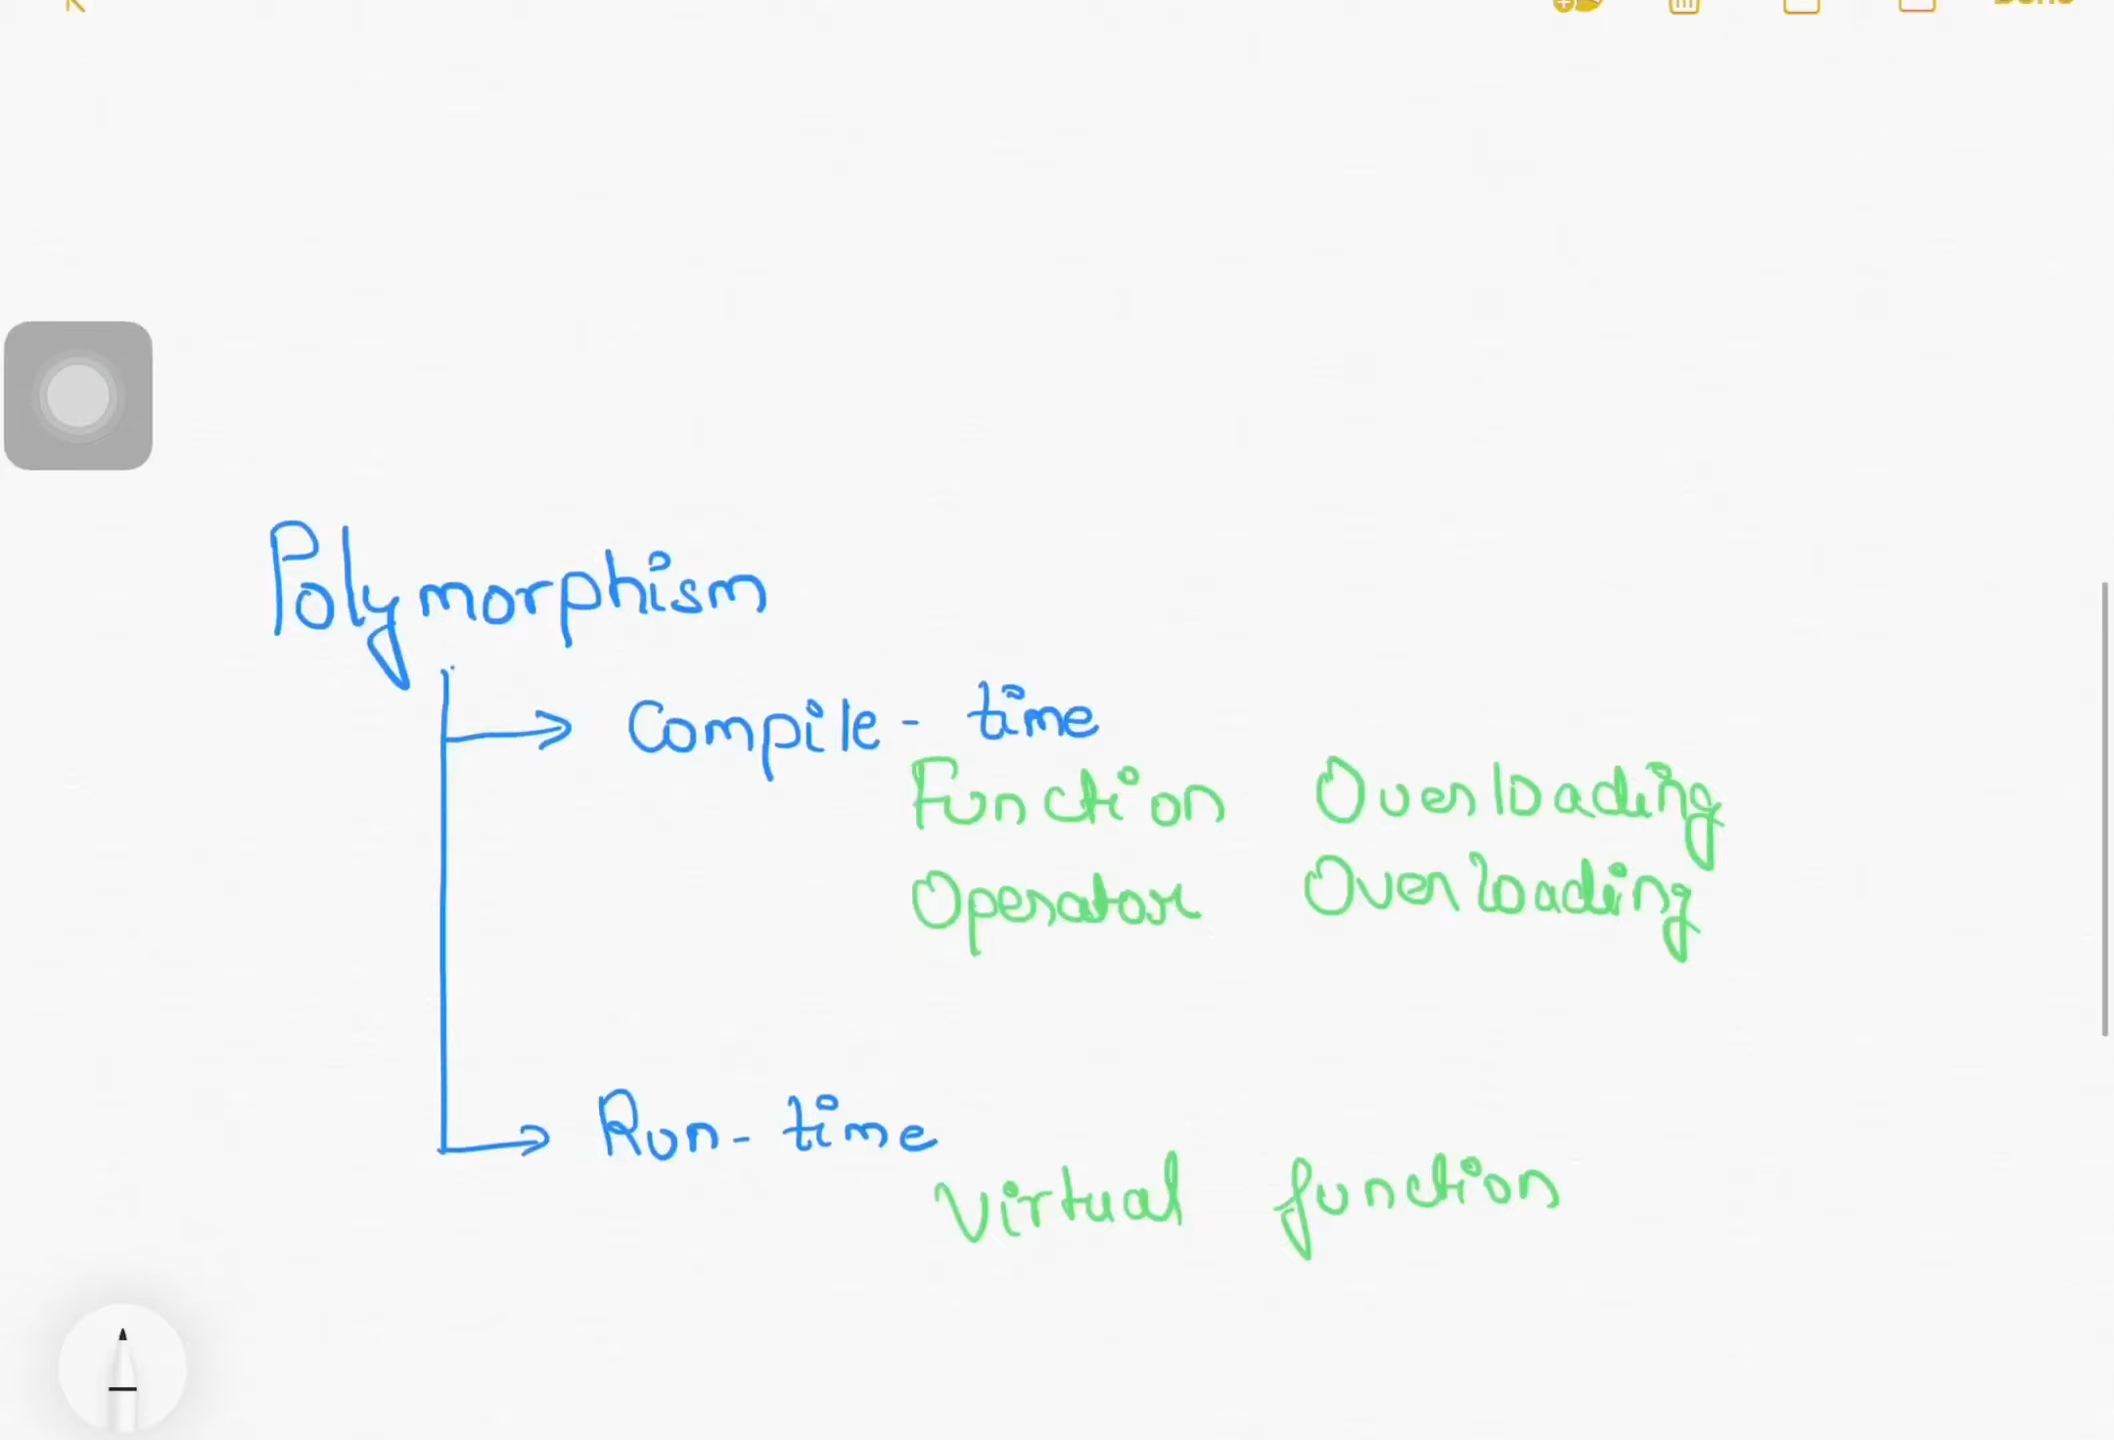 Polymorphism
Compile - time
Function Overloading
Operator Overloading
Run - time
Virtual function